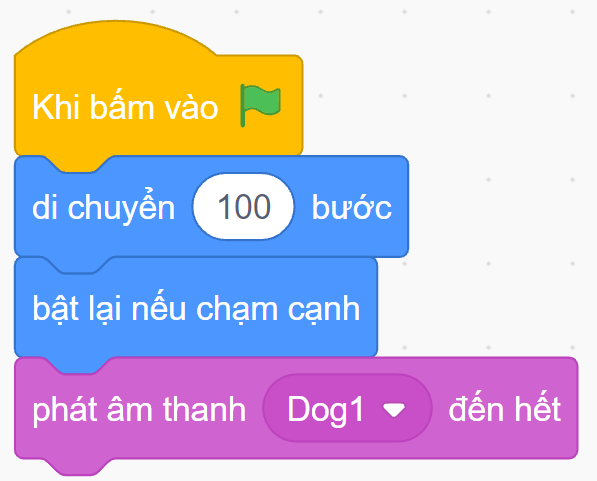 Khi bấm vào
di chuyển 100 bước
bật lại nếu chạm cạnh
phát âm thanh Dog1 đến hết